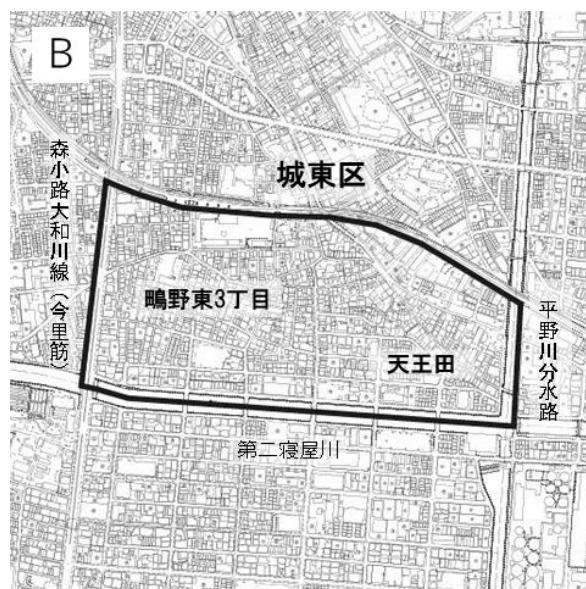 B
城東区
森小路大和川線（今里筋）
鴫野東3丁目
平野川分水路
天王田
第二寝屋川